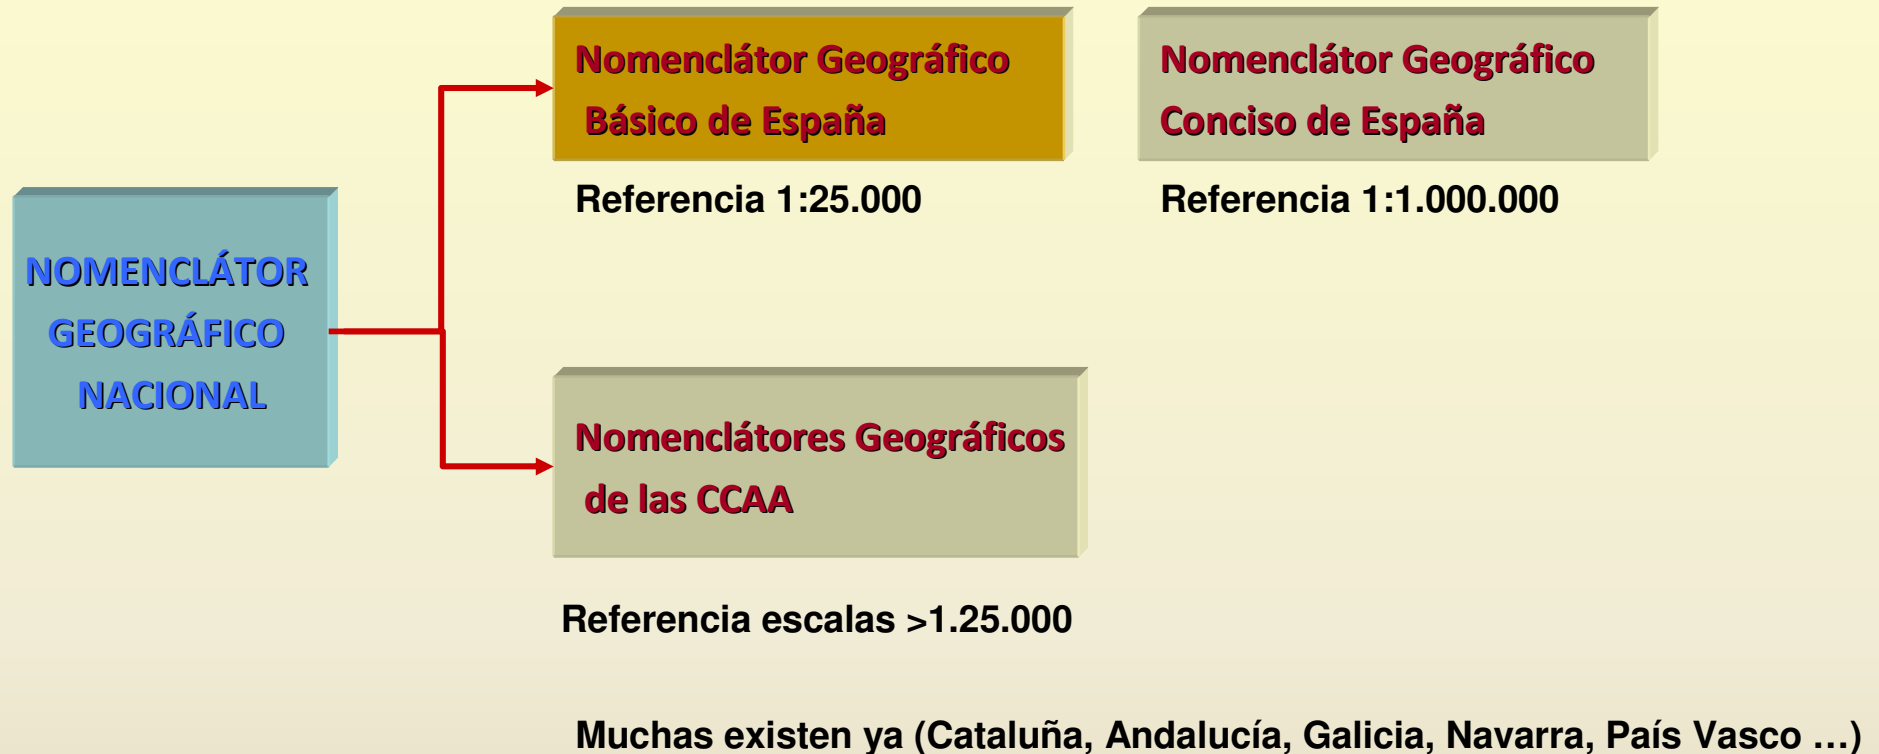 Nomenclátor Geográfico
Básico de España
Referencia 1:25.000
Nomenclátor Geográfico
Conciso de España
Referencia 1:1.000.000
NOMENCLÁTOR
GEOGRÁFICO
NACIONAL
Nomenclátores Geográficos
de las CCAA
Referencia escalas >1.25.000
Muchas existen ya (Cataluña, Andalucía, Galicia, Navarra, País Vasco ...)